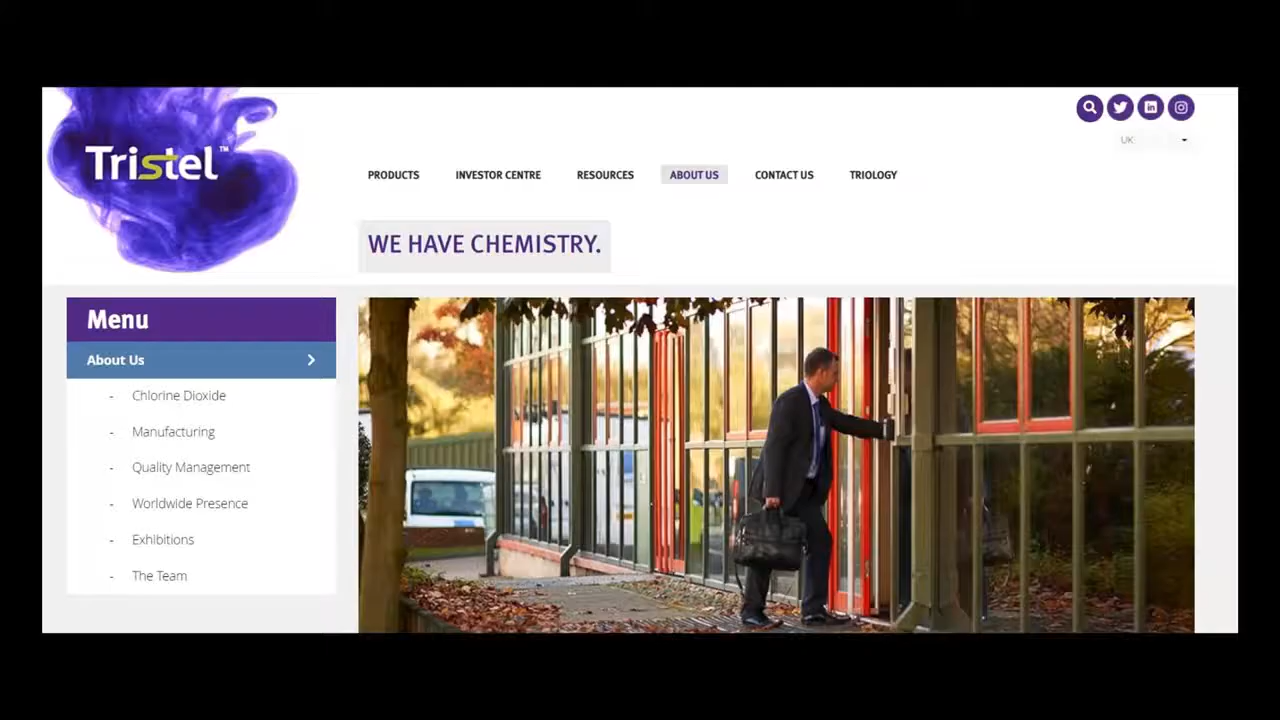 Tristel™
UK
PRODUCTS INVESTOR CENTRE RESOURCES ABOUT US CONTACT US TRIOLOGY
WE HAVE CHEMISTRY.
Menu
About Us
- Chlorine Dioxide
- Manufacturing
- Quality Management
- Worldwide Presence
- Exhibitions
- The Team